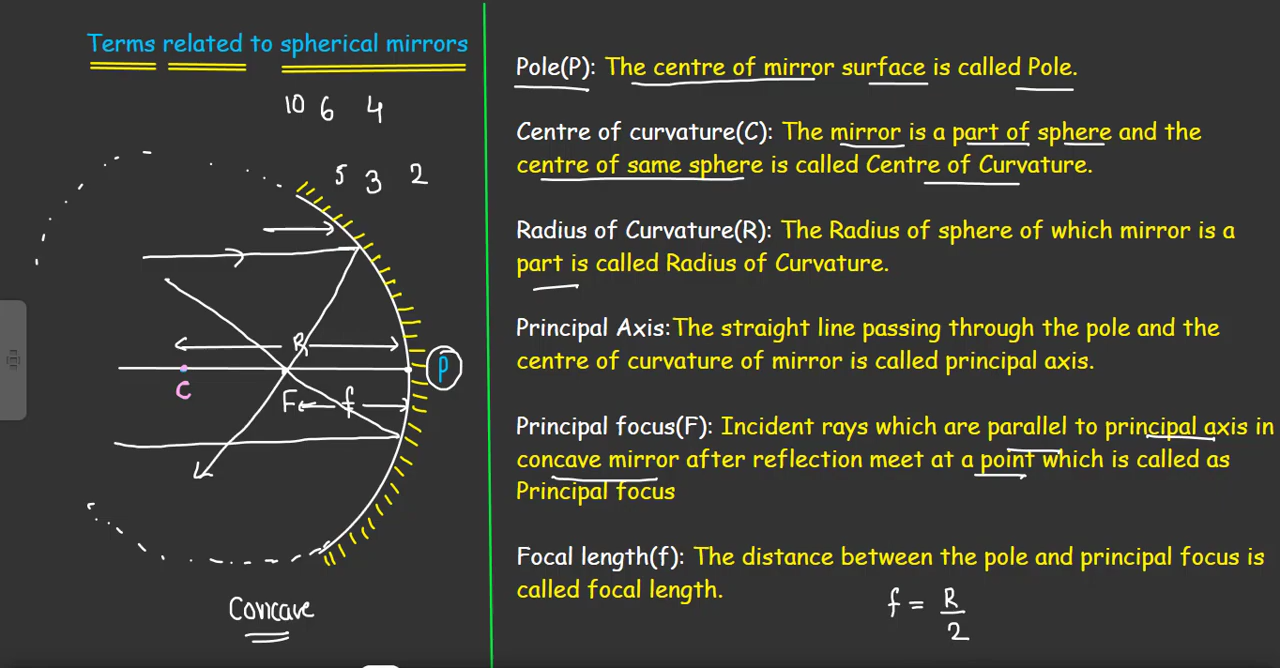 Terms related to spherical mirrors
10 6 4
5 3 2
R
C
P
F f
Concave
Pole(P): The centre of mirror surface is called Pole.
Centre of curvature(C): The mirror is a part of sphere and the
centre of same sphere is called Centre of Curvature.
Radius of Curvature(R): The Radius of sphere of which mirror is a
part is called Radius of Curvature.
Principal Axis:The straight line passing through the pole and the
centre of curvature of mirror is called principal axis.
Principal focus(F): Incident rays which are parallel to principal axis in
concave mirror after reflection meet at a point which is called as
Principal focus
Focal length(f): The distance between the pole and principal focus is
called focal length.
f = R
2